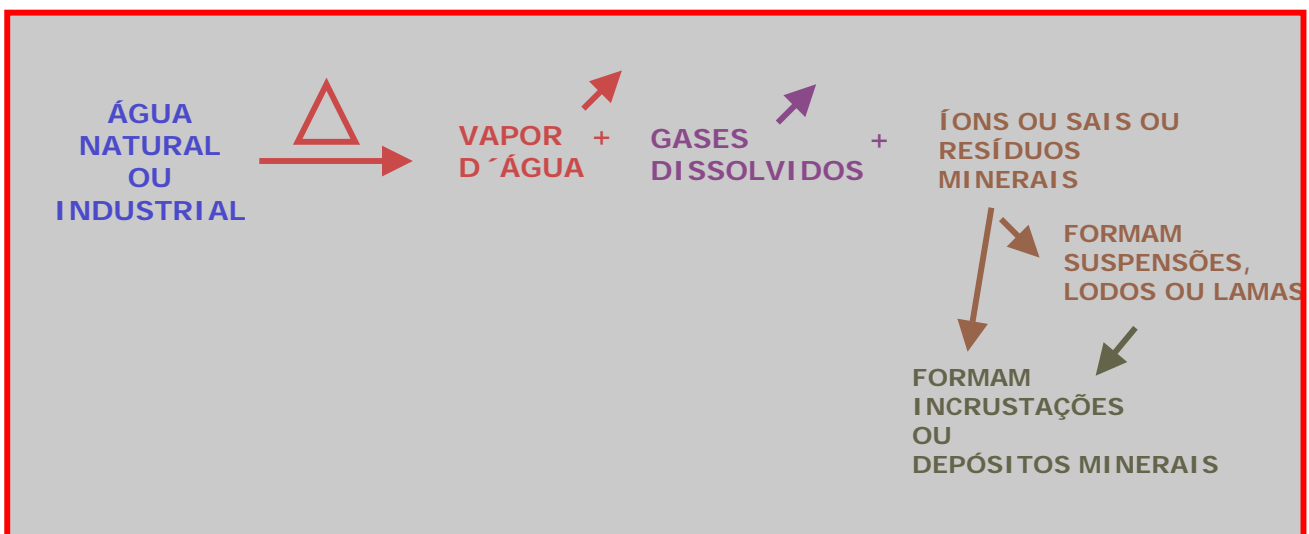 ÁGUA
NATURAL
OU
INDUSTRIAL
VAPOR +
D´ÁGUA
GASES
DISSOLVIDOS
+
ÍONS OU SAIS OU
RESÍDUOS
MINERAIS
FORMAM
SUSPENSÕES,
LODOS OU LAMAS
FORMAM
INCRUSTAÇÕES
OU
DEPÓSITOS MINERAIS